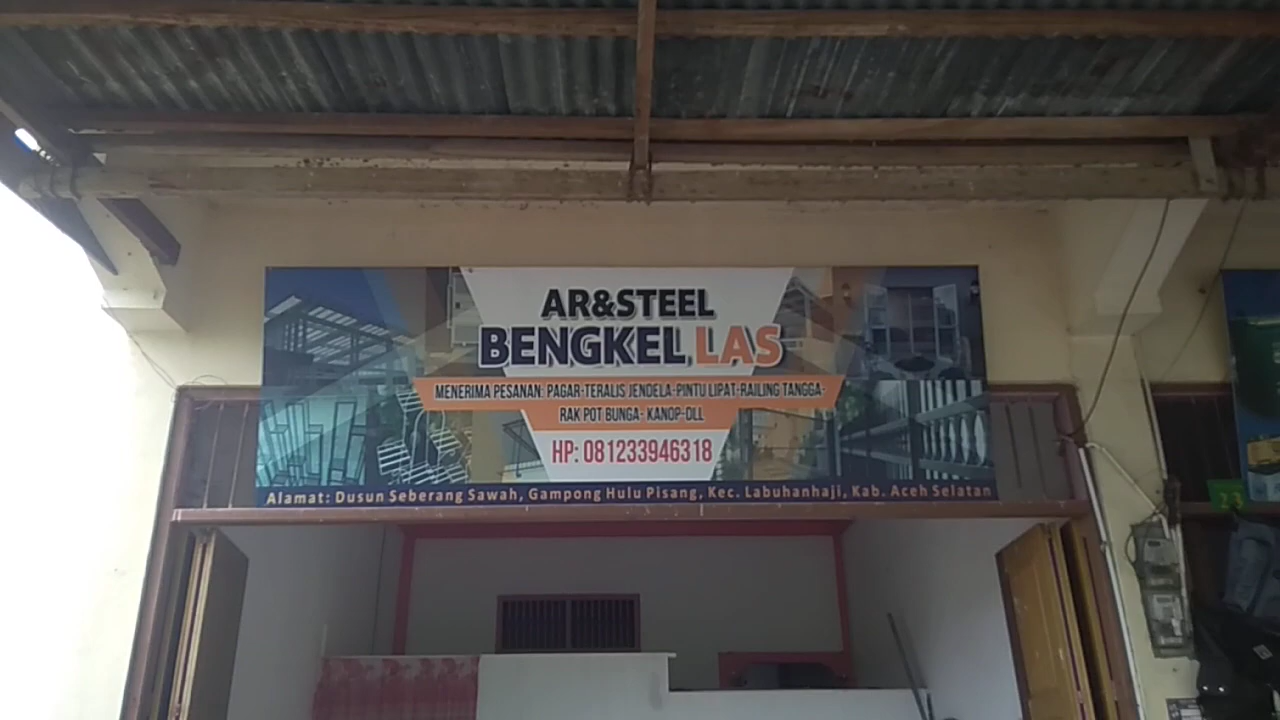 AR&STEEL
BENGKEL LAS
MENERIMA PESANAN: PAGAR-TERALIS JENDELA-PINTU LIPAT-RAILING TANGGA-
RAK POT BUNGA- KANOP-DLL
HP: 081233946318
Alamat: Dusun Seberang Sawah, Gampong Hulu Pisang, Kec. Labuhanhaji, Kab. Aceh Selatan
23